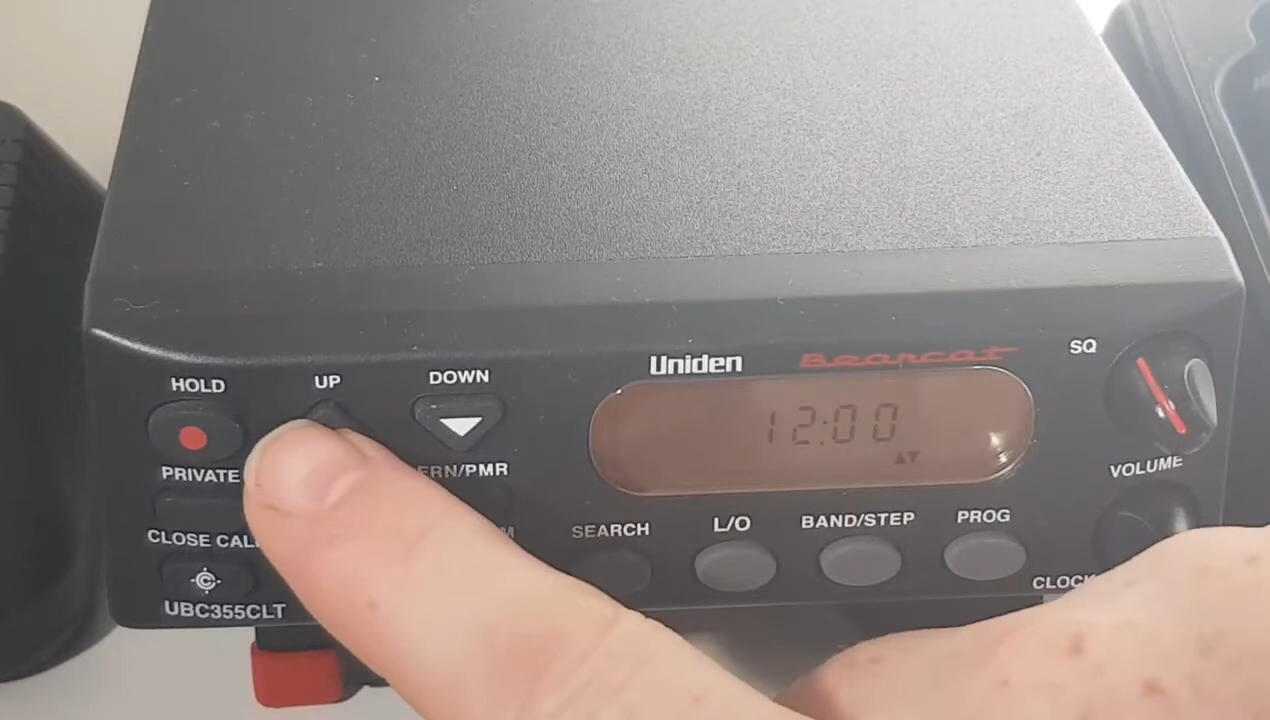 HOLD
UP
DOWN
Uniden
Bearcat
SQ
12:00
PRIVATE
ERN/PMR
VOLUME
CLOSE CALL
M
SEARCH
L/O
BAND/STEP
PROG
CLOCK
UBC355CLT